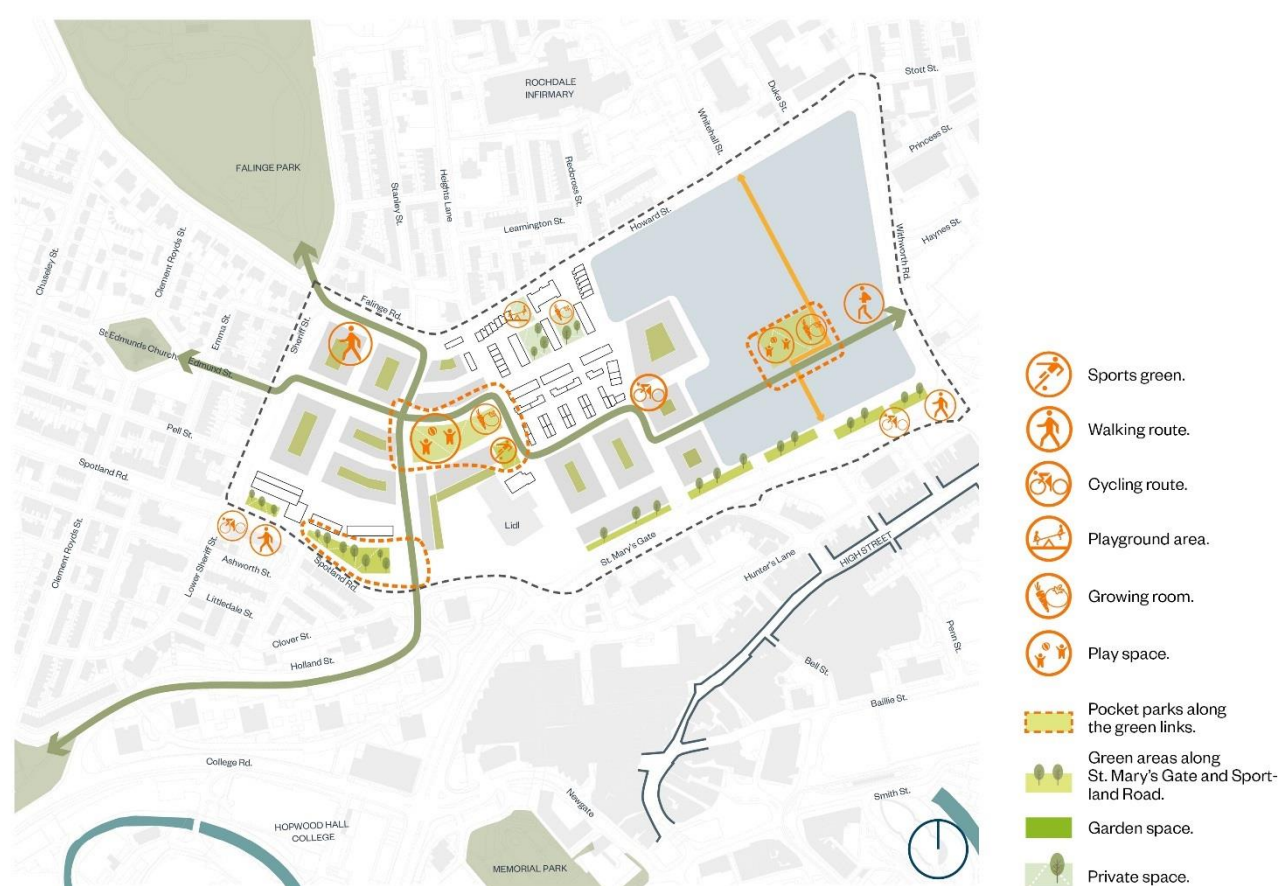 ROCHDALE
INFIRMARY
Stott St.
Duke St.
Whitehall St.
Princess St.
FALINGE PARK
Redcross St.
Heights Lane
Stanley St.
Leamington St.
Howard St.
Withworth Rd.
Haynes St.
Clement Royds St.
Chaseley St.
Falinge Rd.
Sheriff St.
Emma St.
St Edmunds Church
Edmund St.
Pell St.
Spotland Rd.
Lidl
St. Mary's Gate
Hunter's Lane
HIGH STREET
Clement Royds St.
Lower Sheriff St.
Ashworth St.
Spotland Rd.
Littledale St.
Clover St.
Holland St.
Penn St.
Bell St.
Baillie St.
College Rd.
Newgate
Smith St.
HOPWOOD HALL
COLLEGE
MEMORIAL PARK
Sports green.
Walking route.
Cycling route.
Playground area.
Growing room.
Play space.
Pocket parks along
the green links.
Green areas along
St. Mary's Gate and Sport-
land Road.
Garden space.
Private space.